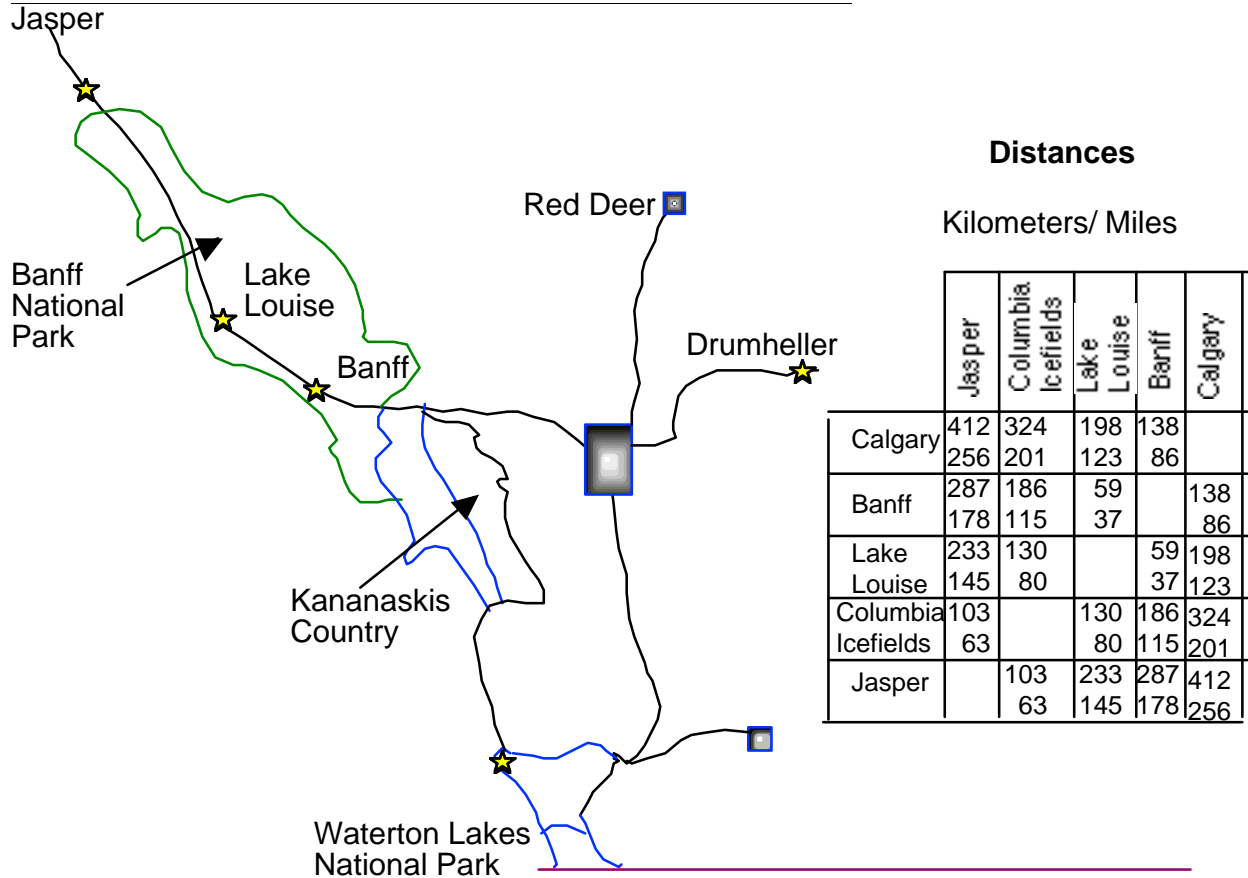 Jasper
Red Deer
Banff
National
Park
Lake
Louise
Banff
Drumheller
Kananaskis
Country
Waterton Lakes
National Park
Distances
Kilometers/ Miles
Jasper
Columbia
Icefields
Lake
Louise
Banff
Calgary
Calgary 412 324 198 138
256 201 123 86
Banff 287 186 59 138
178 115 37 86
Lake 233 130 59 198
Louise 145 80 37 123
Columbia 103 130 186 324
Icefields 63 80 115 201
Jasper 103 233 287 412
63 145 178 256